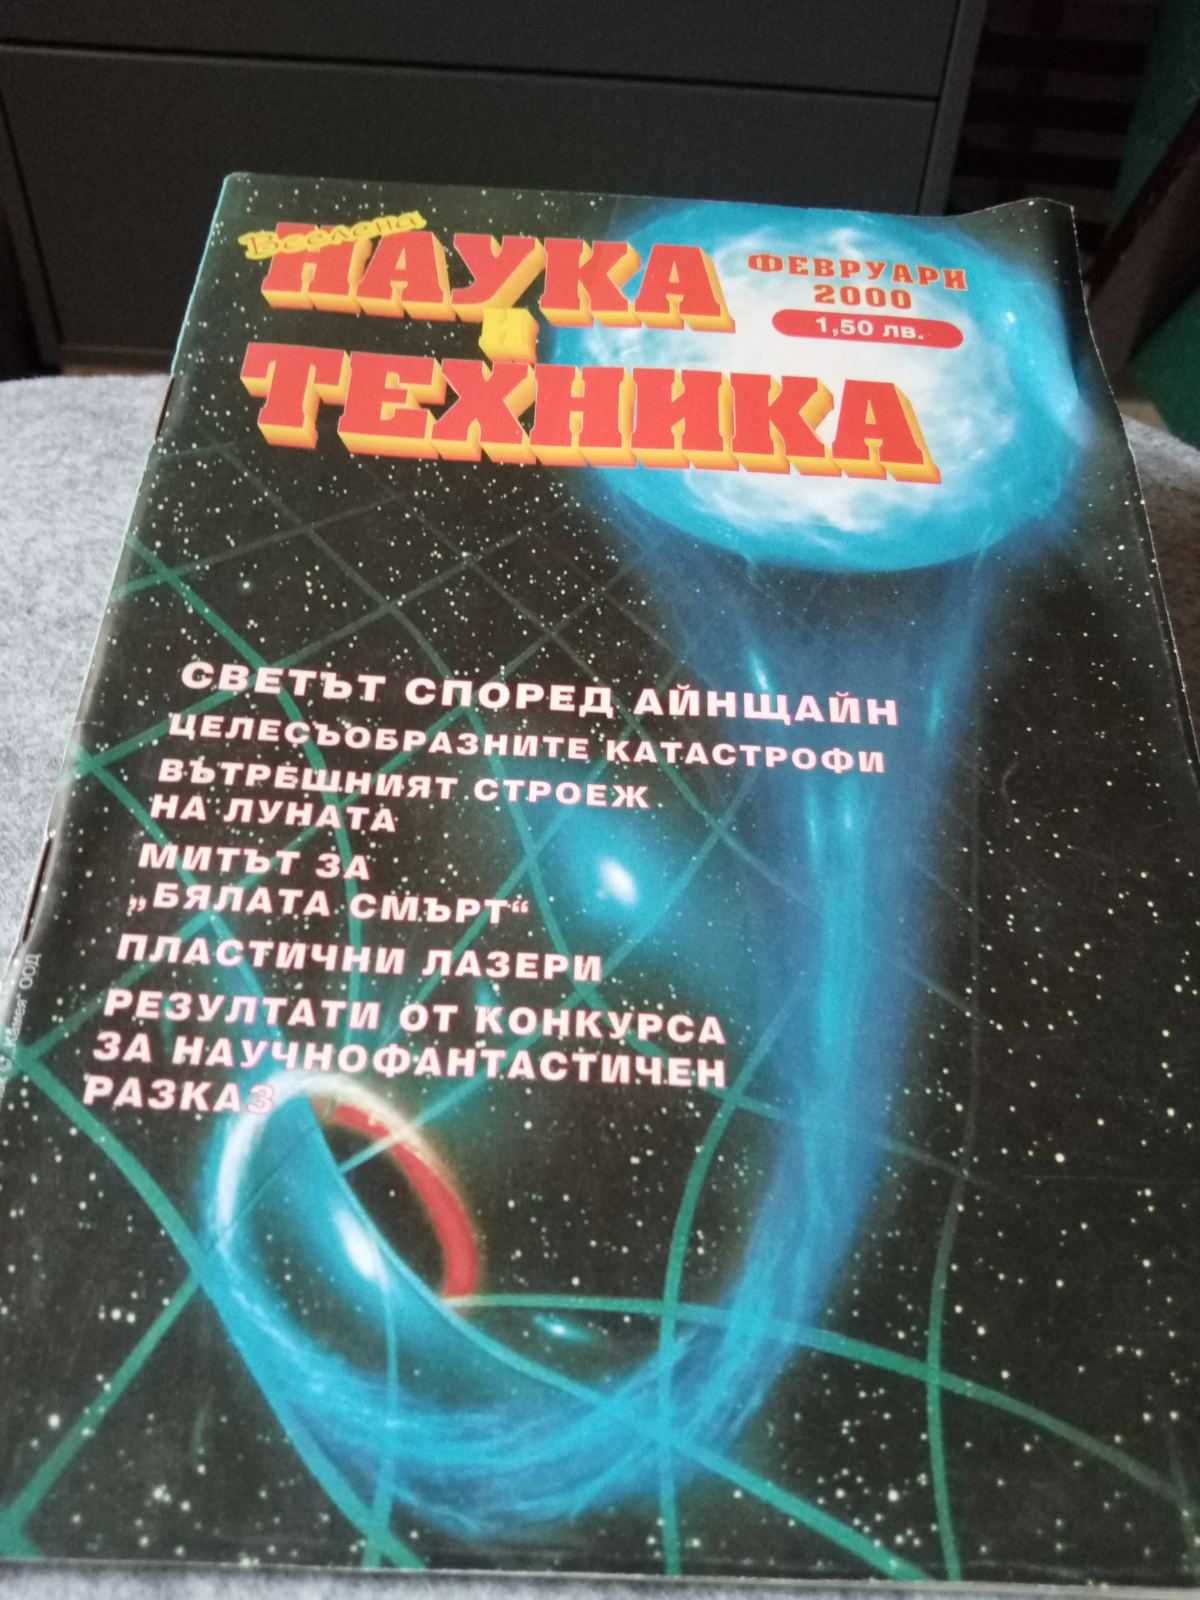 Вселена
НАУКА
И
ТЕХНИКА
ФЕВРУАРИ
2000
1,50 лв.
СВЕТЪТ СПОРЕД АЙНЩАЙН
ЦЕЛЕСЪОБРАЗНИТЕ КАТАСТРОФИ
ВЪТРЕШНИЯТ СТРОЕЖ
НА ЛУНАТА
МИТЪТ ЗА
„БЯЛАТА СМЪРТ“
ПЛАСТИЧНИ ЛАЗЕРИ
РЕЗУЛТАТИ ОТ КОНКУРСА
ЗА НАУЧНОФАНТАСТИЧЕН
РАЗКАЗ
ООД